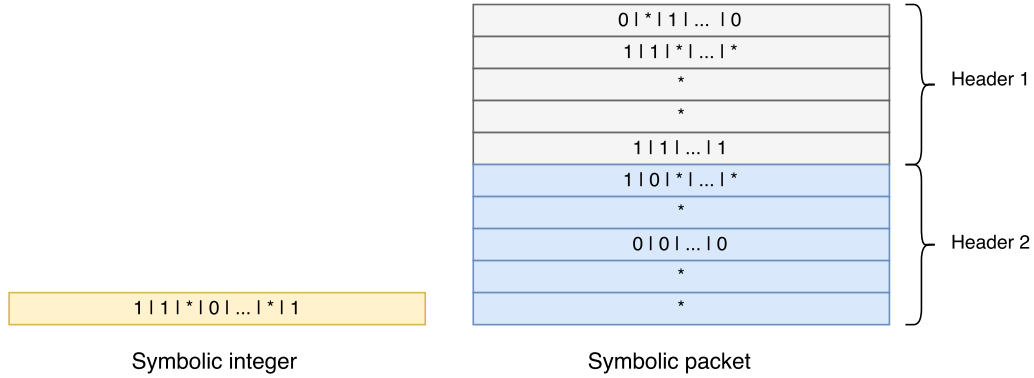 0 | * | 1 | ... | 0
1 | 1 | * | ... | *
*
Header 1
*
1 | 1 | ... | 1
1 | 0 | * | ... | *
*
0 | 0 | ... | 0
Header 2
*
*
1 | 1 | * | 0 | ... | * | 1
Symbolic integer
Symbolic packet